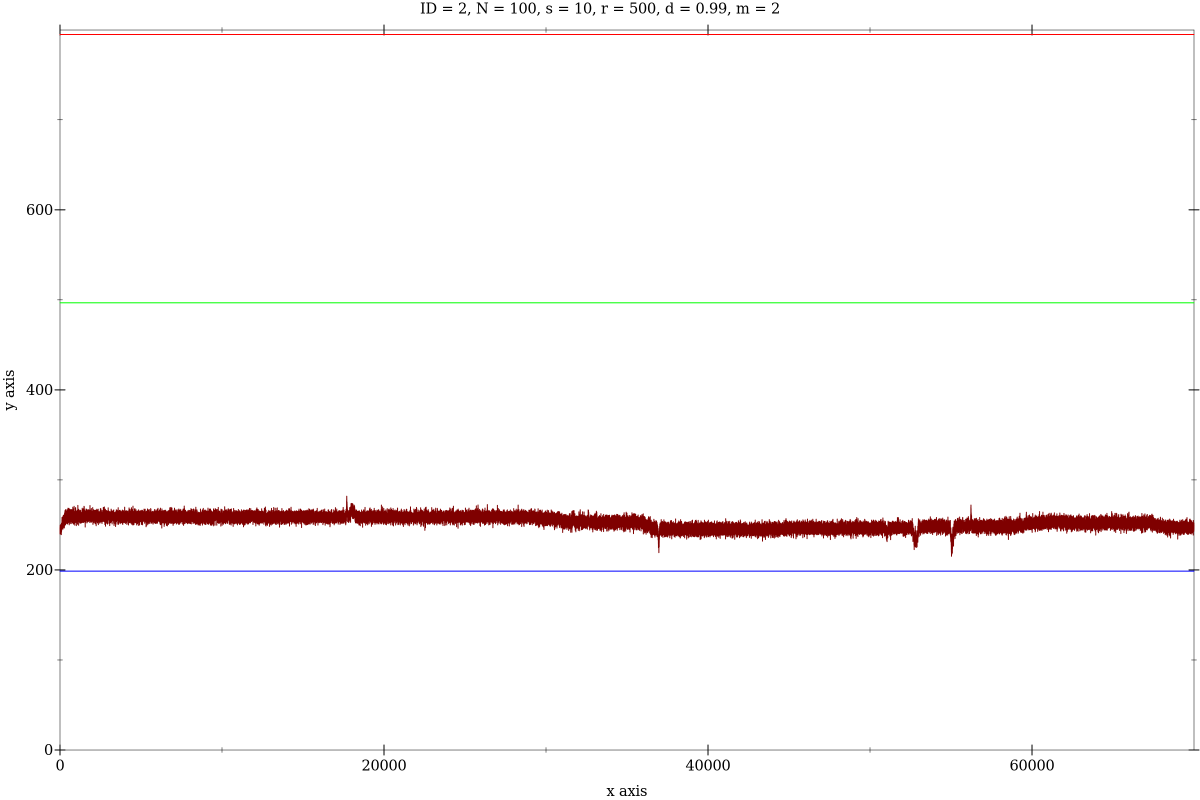 ID = 2, N = 100, s = 10, r = 500, d = 0.99, m = 2
600
400
200
0
y axis
0 20000 40000 60000
x axis